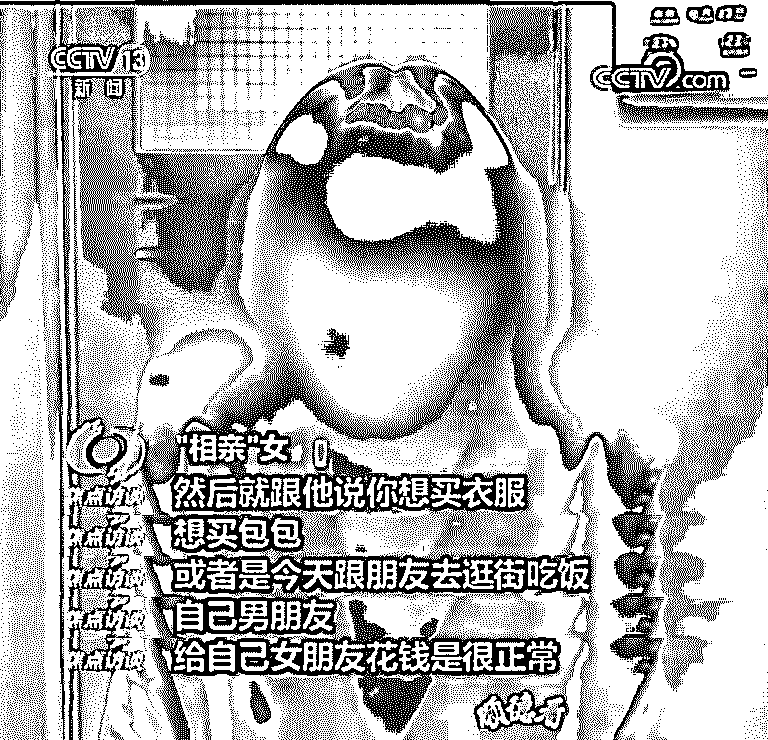 CCTV 13
新闻
CCTV.com
"相亲"女
然后就跟他说你想买衣服
焦点访谈
想买包包
焦点访谈
或者是今天跟朋友去逛街吃饭
焦点访谈
自己男朋友
焦点访谈
给自己女朋友花钱是很正常
焦点访谈